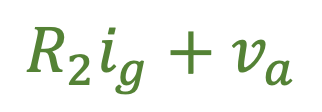 R₂i_g + v_a